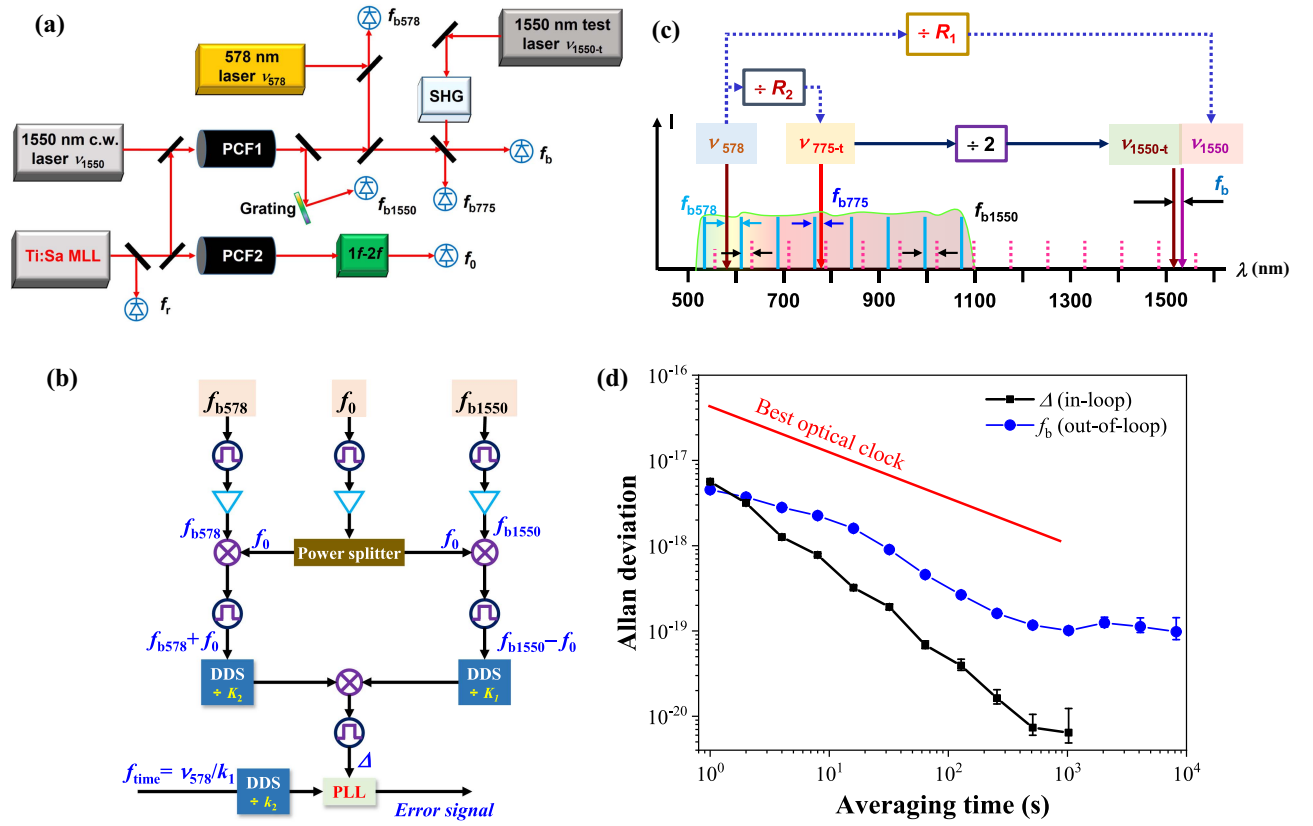 (a)
f_b578
578 nm
laser ν_578
1550 nm test
laser ν_1550-t
SHG
1550 nm c.w.
laser ν_1550
PCF1
f_b
Grating
f_b1550
f_b775
Ti:Sa MLL
PCF2
1f-2f
f_0
f_r
(b)
f_b578
f_0
f_b1550
f_b578
f_0
Power splitter
f_0
f_b1550
f_b578+f_0
f_b1550−f_0
DDS
÷ K_2
DDS
÷ K_1
Δ
f_time= ν_578/k_1
DDS
÷ k_2
PLL
Error signal
(c)
÷ R_1
÷ R_2
I
ν_578
ν_775-t
÷ 2
ν_1550-t
ν_1550
f_b578
f_b775
f_b1550
f_b
λ (nm)
500 700 900 1100 1300 1500
(d)
10^-16
10^-17
10^-18
10^-19
10^-20
Allan deviation
Best optical clock
Δ (in-loop)
f_b (out-of-loop)
10^0 10^1 10^2 10^3 10^4
Averaging time (s)